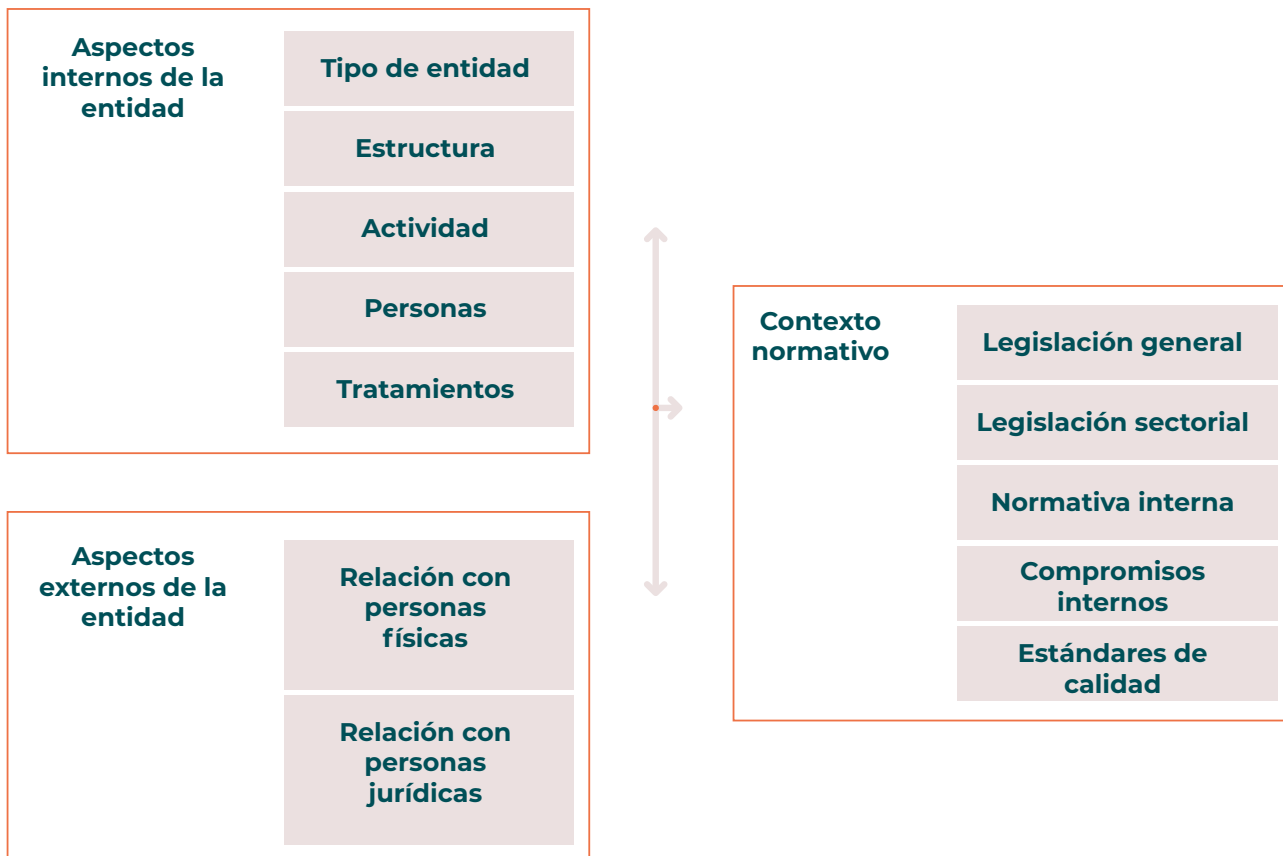 Aspectos
internos de la
entidad
Tipo de entidad
Estructura
Actividad
Personas
Tratamientos
Aspectos
externos de la
entidad
Relación con
personas
físicas
Relación con
personas
jurídicas
Contexto
normativo
Legislación general
Legislación sectorial
Normativa interna
Compromisos
internos
Estándares de
calidad